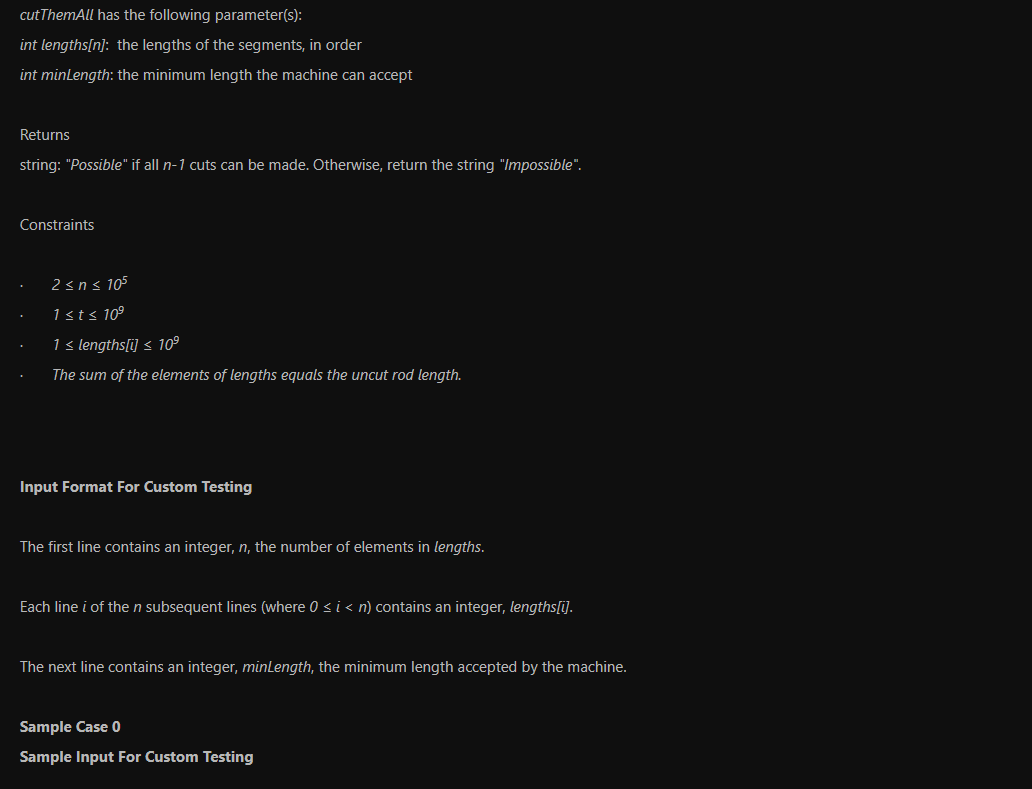 cutThemAll has the following parameter(s):
int lengths[n]:  the lengths of the segments, in order
int minLength: the minimum length the machine can accept
Returns
string: "Possible" if all n-1 cuts can be made. Otherwise, return the string "Impossible".
Constraints
· 2 ≤ n ≤ 10⁵
· 1 ≤ t ≤ 10⁹
· 1 ≤ lengths[i] ≤ 10⁹
· The sum of the elements of lengths equals the uncut rod length.
Input Format For Custom Testing
The first line contains an integer, n, the number of elements in lengths.
Each line i of the n subsequent lines (where 0 ≤ i < n) contains an integer, lengths[i].
The next line contains an integer, minLength, the minimum length accepted by the machine.
Sample Case 0
Sample Input For Custom Testing